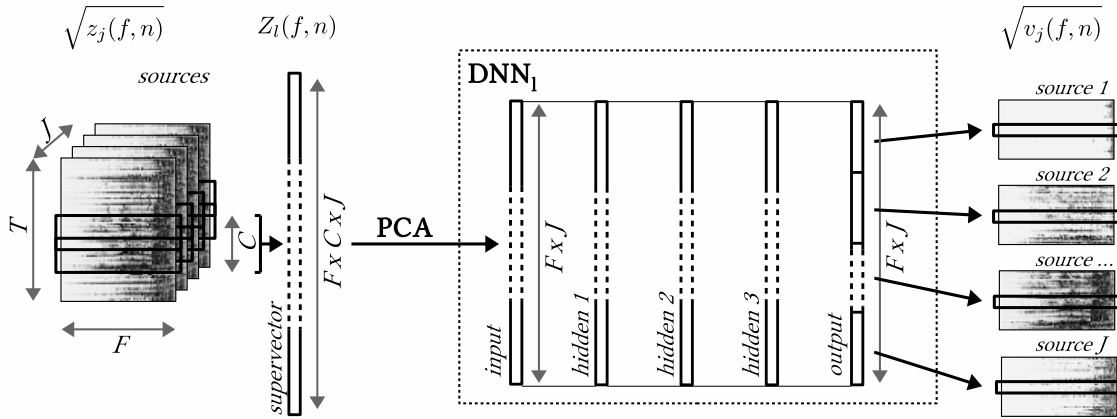 √z_j(f,n)
sources
J
T
F
C
Z_l(f,n)
supervector
F x C x J
PCA
DNN_l
input
F x J
hidden 1
hidden 2
hidden 3
output
F x J
√v_j(f,n)
source 1
source 2
source ...
source J